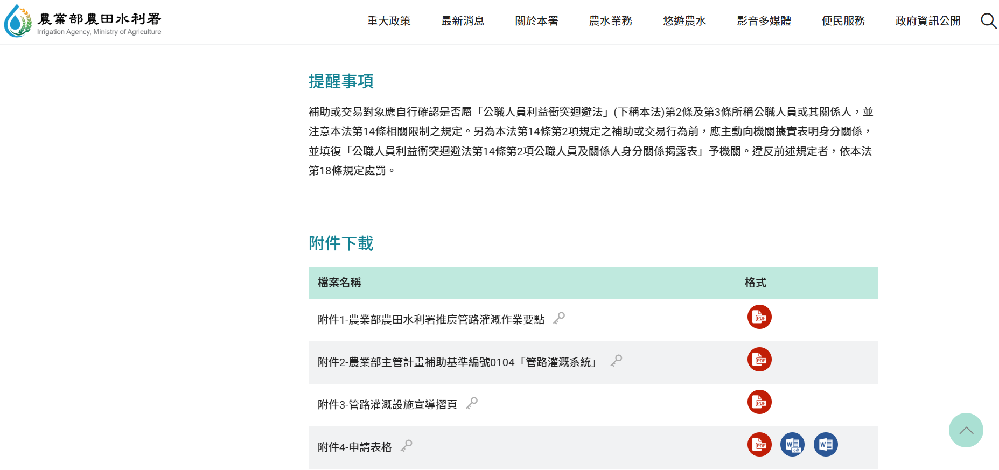 農業部農田水利署
Irrigation Agency, Ministry of Agriculture
重大政策 最新消息 關於本署 農水業務 悠遊農水 影音多媒體 便民服務 政府資訊公開
提醒事項
補助或交易對象應自行確認是否屬「公職人員利益衝突迴避法」(下稱本法)第2條及第3條所稱公職人員或其關係人，並
注意本法第14條相關限制之規定。另為本法第14條第2項規定之補助或交易行為前，應主動向機關據實表明身分關係，
並填復「公職人員利益衝突迴避法第14條第2項公職人員及關係人身分關係揭露表」予機關。違反前述規定者，依本法
第18條規定處罰。
附件下載
檔案名稱 格式
附件1-農業部農田水利署推廣管路灌溉作業要點 PDF
附件2-農業部主管計畫補助基準編號0104「管路灌溉系統」 PDF
附件3-管路灌溉設施宣導摺頁 PDF
附件4-申請表格 PDF W odt W